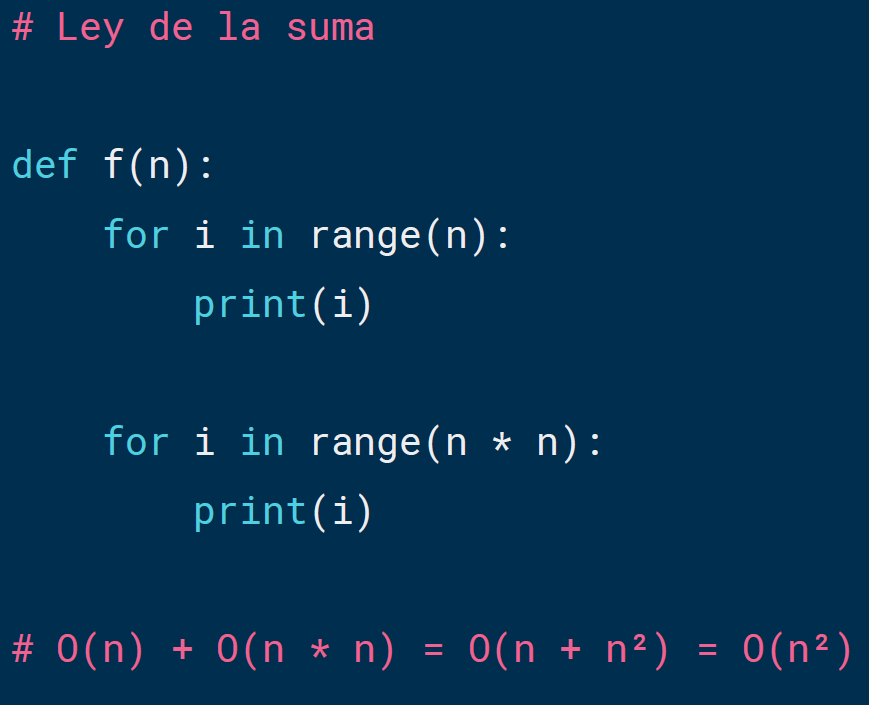 # Ley de la suma
def f(n):
    for i in range(n):
        print(i)
    for i in range(n * n):
        print(i)
# O(n) + O(n * n) = O(n + n²) = O(n²)